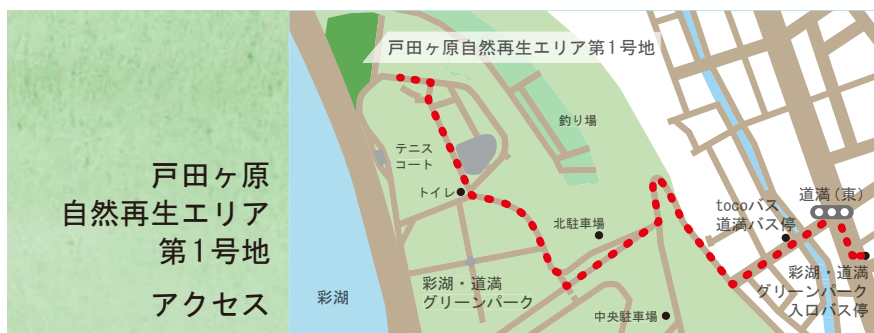 戸田ヶ原
自然再生エリア
第1号地
アクセス
戸田ヶ原自然再生エリア第1号地
釣り場
テニス
コート
トイレ
北駐車場
tocoバス
道満バス停
道満(東)
彩湖・道満
グリーンパーク
入口バス停
彩湖・道満
グリーンパーク
彩湖
中央駐車場